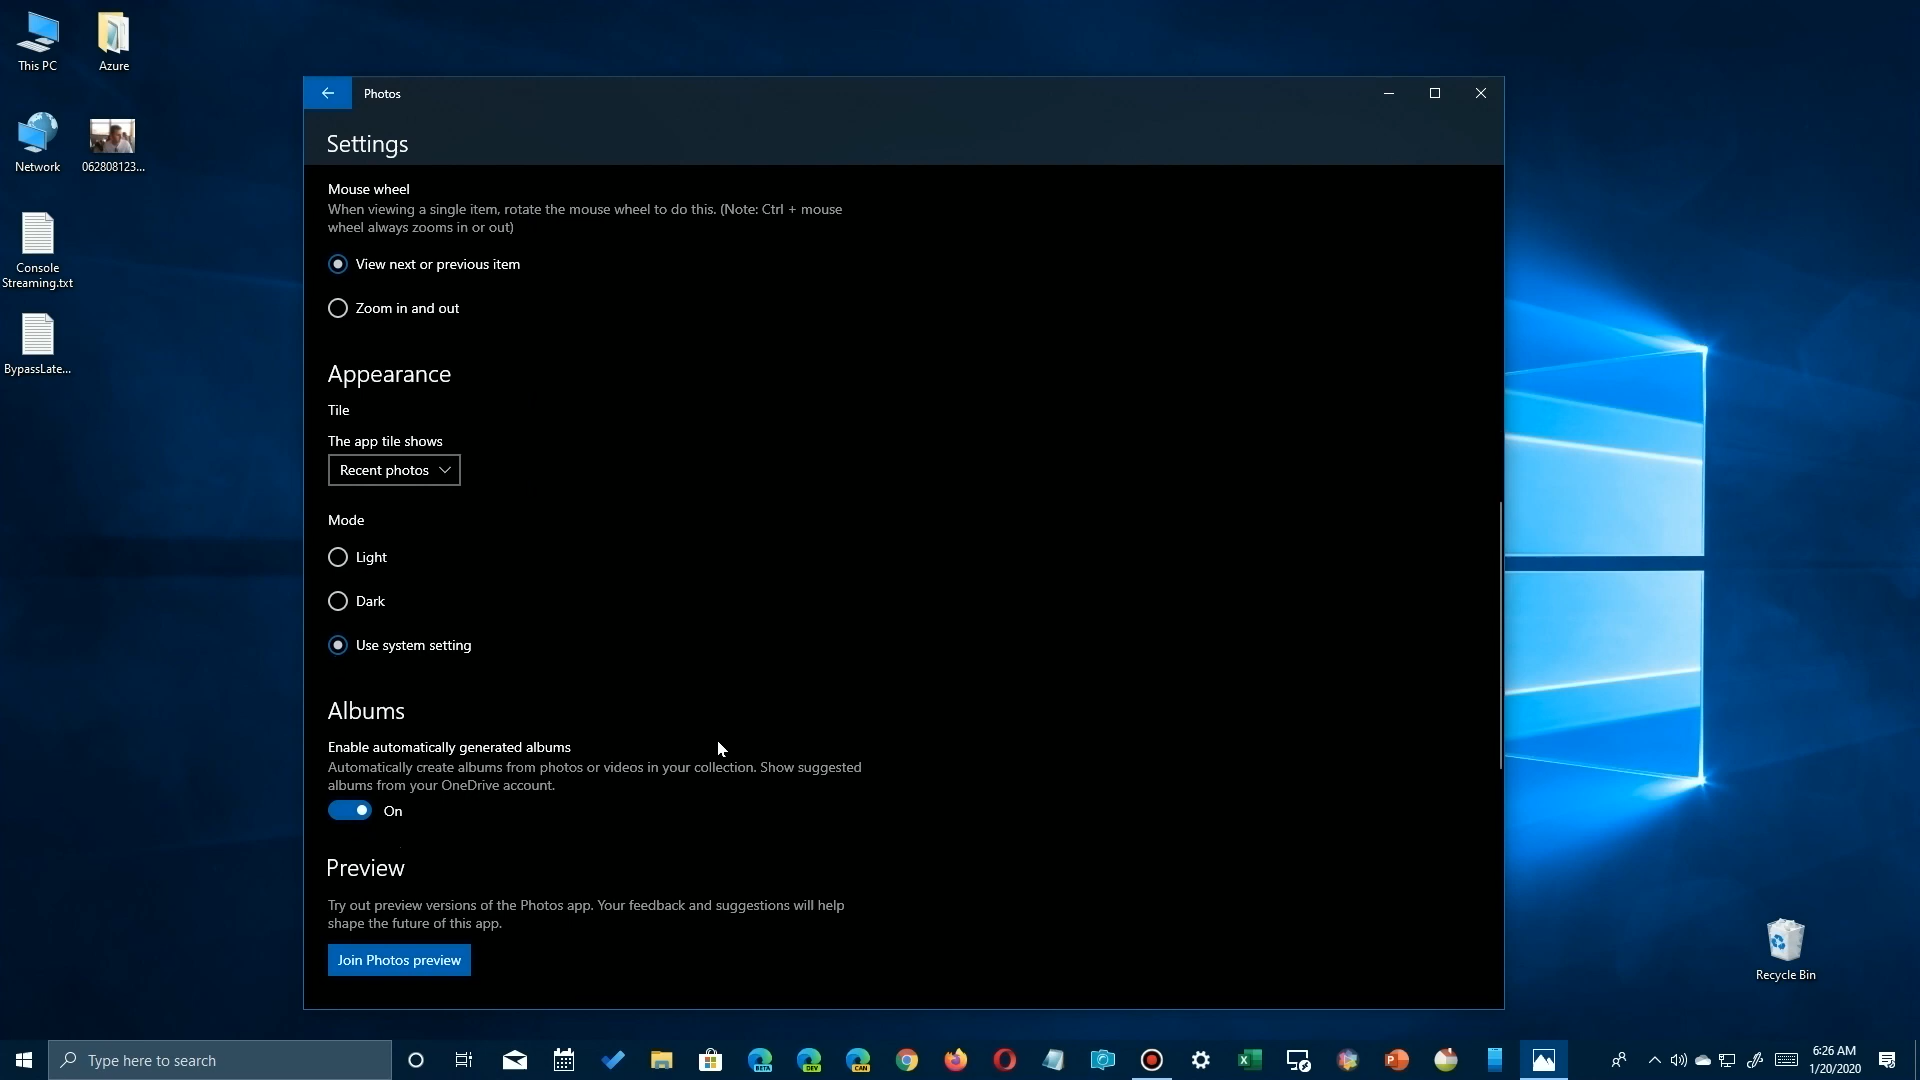 This PC
Azure
Network
062808123...
Console
Streaming.txt
BypassLate...
Photos
Settings
Mouse wheel
When viewing a single item, rotate the mouse wheel to do this. (Note: Ctrl + mouse
wheel always zooms in or out)
View next or previous item
Zoom in and out
Appearance
Tile
The app tile shows
Recent photos
Mode
Light
Dark
Use system setting
Albums
Enable automatically generated albums
Automatically create albums from photos or videos in your collection. Show suggested
albums from your OneDrive account.
On
Preview
Try out preview versions of the Photos app. Your feedback and suggestions will help
shape the future of this app.
Join Photos preview
Recycle Bin
Type here to search
BETA
DEV
CAN
6:26 AM
1/20/2020